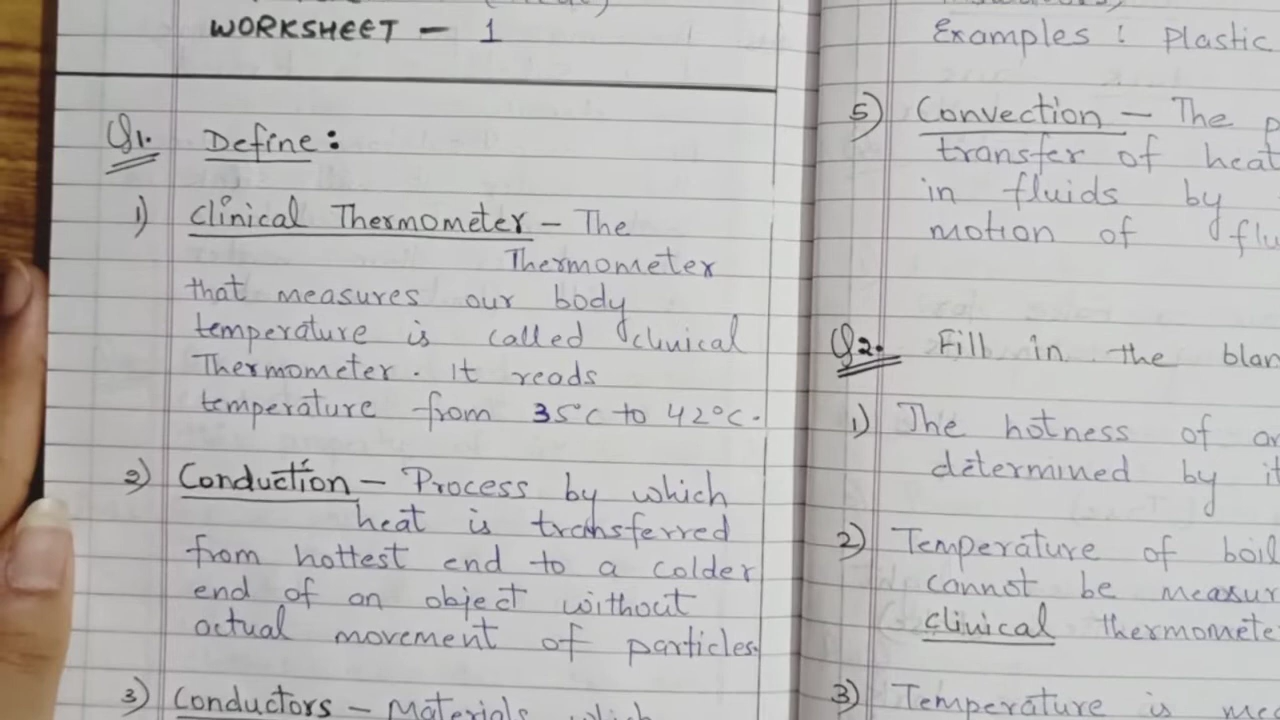 WORKSHEET - 1
Q1. Define:
1) Clinical Thermometer - The
Thermometer
that measures our body
temperature is called clinical
Thermometer. It reads
temperature from 35°c to 42°c.
2) Conduction - Process by which
heat is transferred
from hottest end to a colder
end of an object without
actual movement of particles.
3) Conductors - Materials which
Examples : Plastic
5) Convection - The
transfer of heat
in fluids by
motion of
Q2. Fill in the
1) The hotness of
determined by
2) Temperature of
cannot be
clinical
3) Temperature is